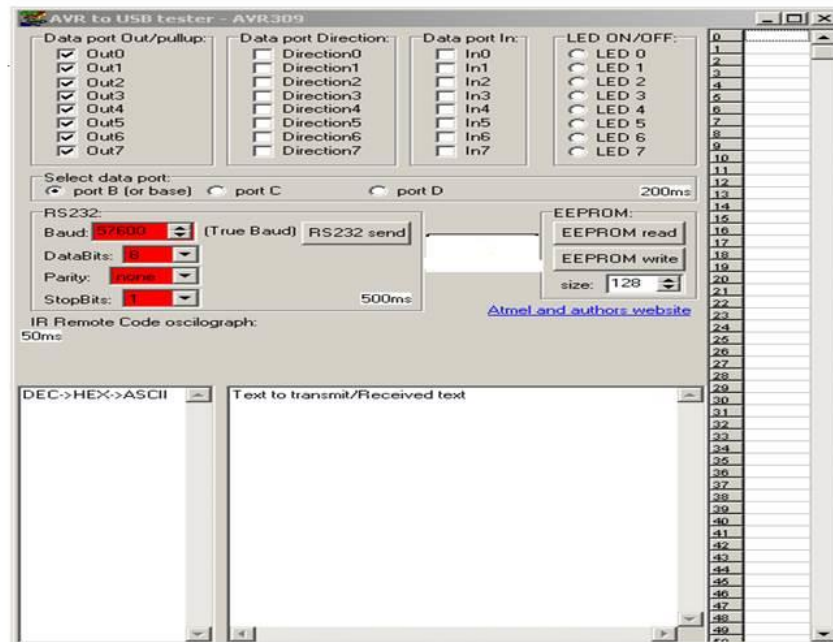 AVR to USB tester - AVR309
Data port Out/pullup:
Out0
Out1
Out2
Out3
Out4
Out5
Out6
Out7
Data port Direction:
Direction0
Direction1
Direction2
Direction3
Direction4
Direction5
Direction6
Direction7
Data port In:
In0
In1
In2
In3
In4
In5
In6
In7
LED ON/OFF:
LED 0
LED 1
LED 2
LED 3
LED 4
LED 5
LED 6
LED 7
Select data port:
port B (or base) port C port D 200ms
RS232:
Baud: 57600 (True Baud) RS232 send
DataBits: 8
Parity: none
StopBits: 1
500ms
EEPROM:
EEPROM read
EEPROM write
size: 128
Atmel and authors website
IR Remote Code oscilograph:
50ms
DEC->HEX->ASCII
Text to transmit/Received text
0
1
2
3
4
5
6
7
8
9
10
11
12
13
14
15
16
17
18
19
20
21
22
23
24
25
26
27
28
29
30
31
32
33
34
35
36
37
38
39
40
41
42
43
44
45
46
47
48
49